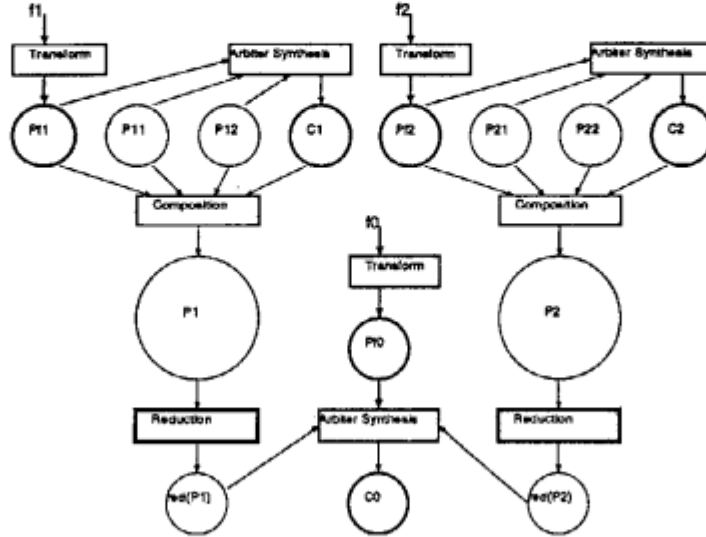 f1
f2
Transform
Arbiter Synthesis
Transform
Arbiter Synthesis
Pf1
P11
P12
C1
Pf2
P21
P22
C2
Composition
Composition
f0
Transform
P1
P2
Pf0
Reduction
Arbiter Synthesis
Reduction
red(P1)
C0
red(P2)